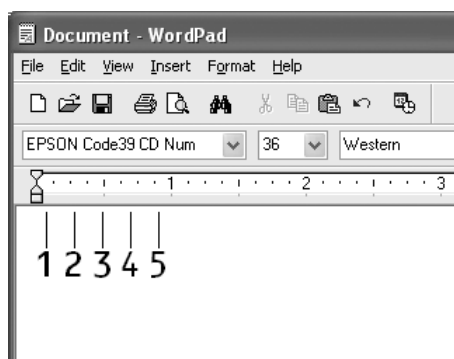 Document - WordPad
File Edit View Insert Format Help
EPSON Code39 CD Num 36 Western
1 2 3
1 2 3 4 5